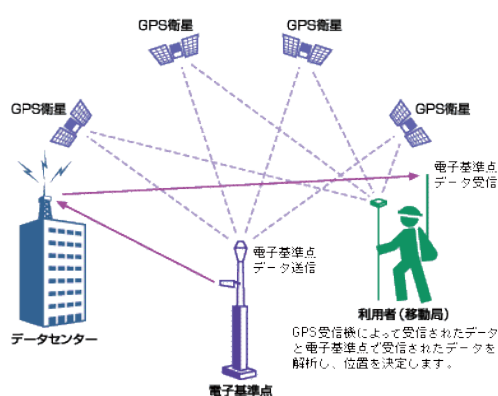 GPS衛星
GPS衛星
GPS衛星
GPS衛星
電子基準点
データ受信
電子基準点
データ送信
データセンター
利用者(移動局)
GPS受信機によって受信されたデータ
と電子基準点で受信されたデータを
解析し、位置を決定します。
電子基準点